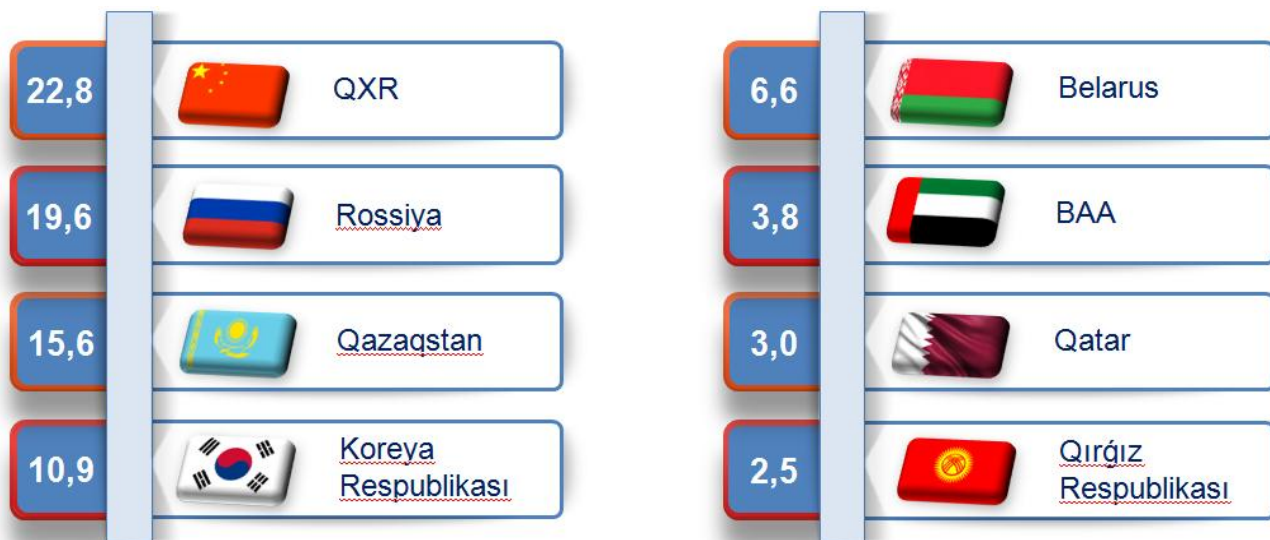 22,8 QXR
19,6 Rossiya
15,6 Qazaqstan
10,9 Koreya
Respublikası
6,6 Belarus
3,8 BAA
3,0 Qatar
2,5 Qırǵız
Respublikası